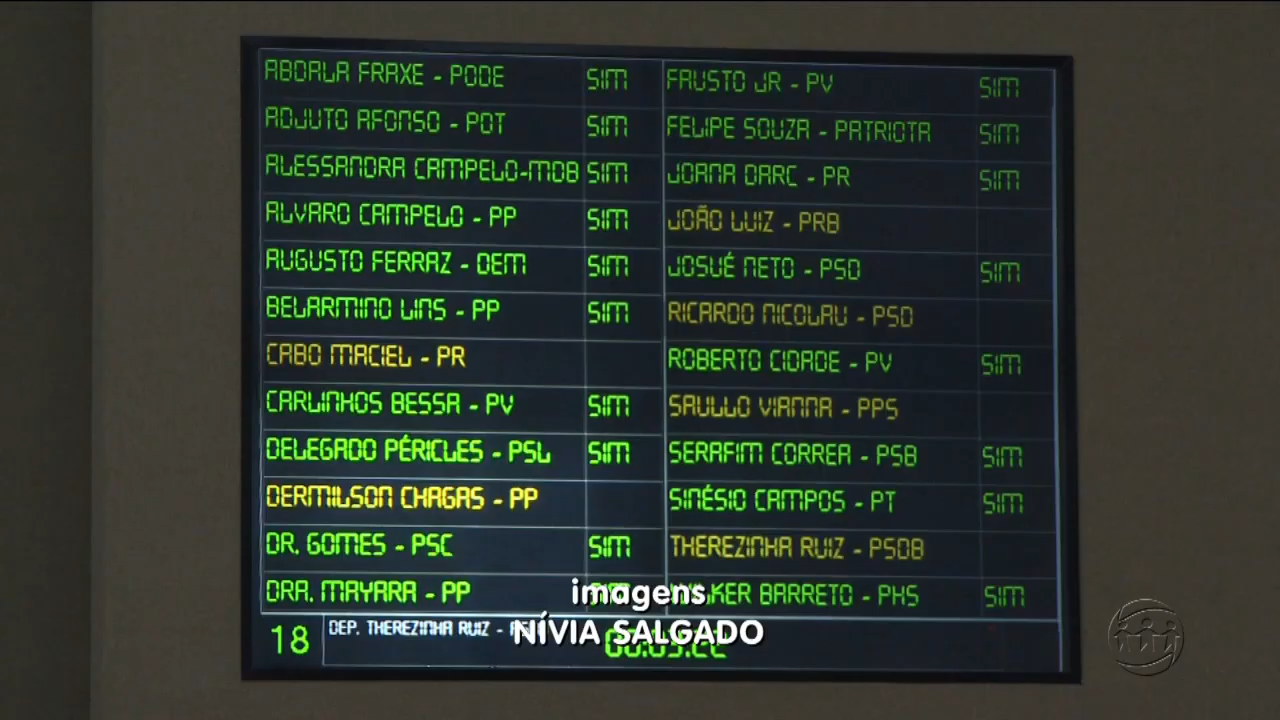 ABDALA FRAXE - PODE SIM
ADJUTO AFONSO - PDT SIM
ALESSANDRA CAMPELO-MDB SIM
ALVARO CAMPELO - PP SIM
AUGUSTO FERRAZ - DEM SIM
BELARMINO LINS - PP SIM
CABO MACIEL - PR
CARLINHOS BESSA - PV SIM
DELEGADO PÉRICLES - PSL SIM
DERMILSON CHAGAS - PP
DR. GOMES - PSC SIM
DRA. MAYARA - PP
FAUSTO JR - PV SIM
FELIPE SOUZA - PATRIOTA SIM
JOANA DARC - PR SIM
JOÃO LUIZ - PRB
JOSUÉ NETO - PSD SIM
RICARDO NICOLAU - PSD
ROBERTO CIDADE - PV SIM
SAULLO VIANNA - PPS
SERAFIM CORREA - PSB SIM
SINÉSIO CAMPOS - PT SIM
THEREZINHA RUIZ - PSDB
BARRETO - PHS SIM
18 DEP. THEREZINHA RUIZ -
imagens
NÍVIA SALGADO